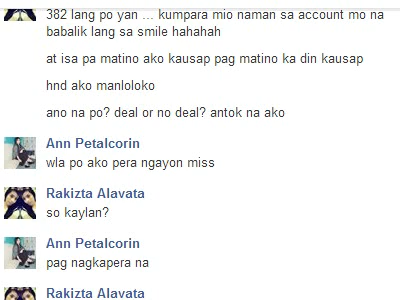 382 lang po yan ... kumpara mio naman sa account mo na
babalik lang sa smile hahahah
at isa pa matino ako kausap pag matino ka din kausap
hnd ako manloloko
ano na po? deal or no deal? antok na ako
Ann Petalcorin
wla po ako pera ngayon miss
Rakizta Alavata
so kaylan?
Ann Petalcorin
pag nagkapera na
Rakizta Alavata